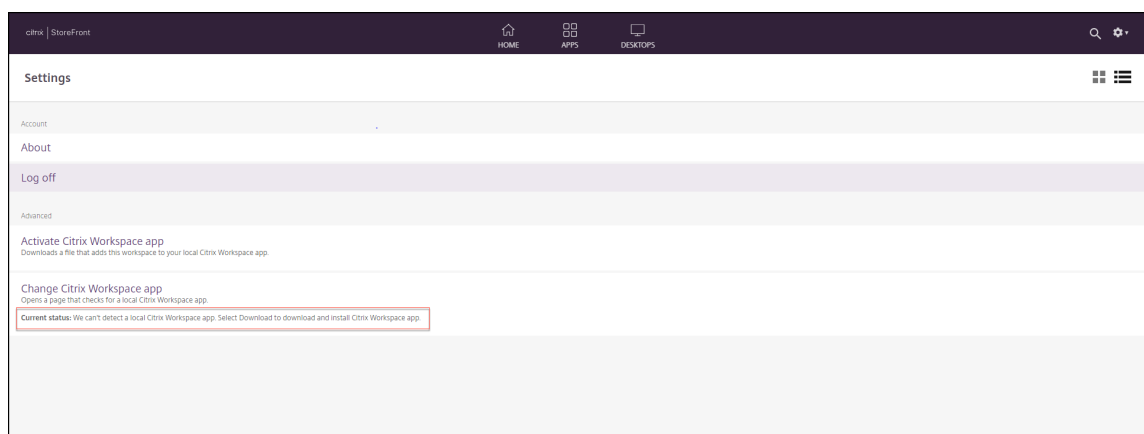 citrix | StoreFront
HOME
APPS
DESKTOPS
Settings
Account
About
Log off
Advanced
Activate Citrix Workspace app
Downloads a file that adds this workspace to your local Citrix Workspace app.
Change Citrix Workspace app
Opens a page that checks for a local Citrix Workspace app.
Current status: We can't detect a local Citrix Workspace app. Select Download to download and install Citrix Workspace app